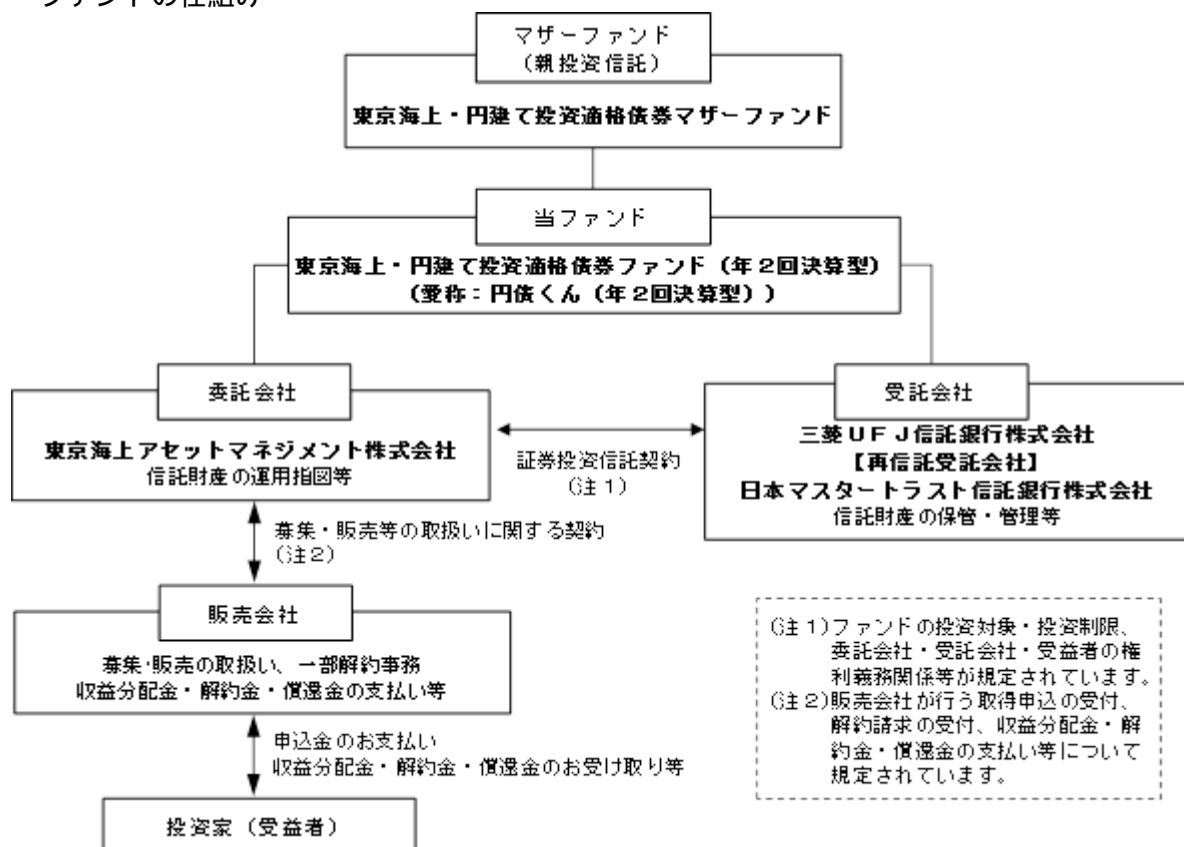 ファンドの仕組み
マザーファンド
(親投資信託)
東京海上・円建て投資適格債券マザーファンド
当ファンド
東京海上・円建て投資適格債券ファンド(年2回決算型)
(愛称:円債くん(年2回決算型))
委託会社
東京海上アセットマネジメント株式会社
信託財産の運用指図等
証券投資信託契約
(注1)
受託会社
三菱UFJ信託銀行株式会社
【再信託受託会社】
日本マスタートラスト信託銀行株式会社
信託財産の保管・管理等
募集・販売等の取扱いに関する契約
(注2)
販売会社
募集・販売の取扱い、一部解約事務
収益分配金・解約金・償還金の支払い等
申込金のお支払い
収益分配金・解約金・償還金のお受け取り等
投資家(受益者)
(注1)ファンドの投資対象・投資制限、
委託会社・受託会社・受益者の権
利義務関係等が規定されています。
(注2)販売会社が行う取得申込の受付、
解約請求の受付、収益分配金・解
約金・償還金の支払い等について
規定されています。